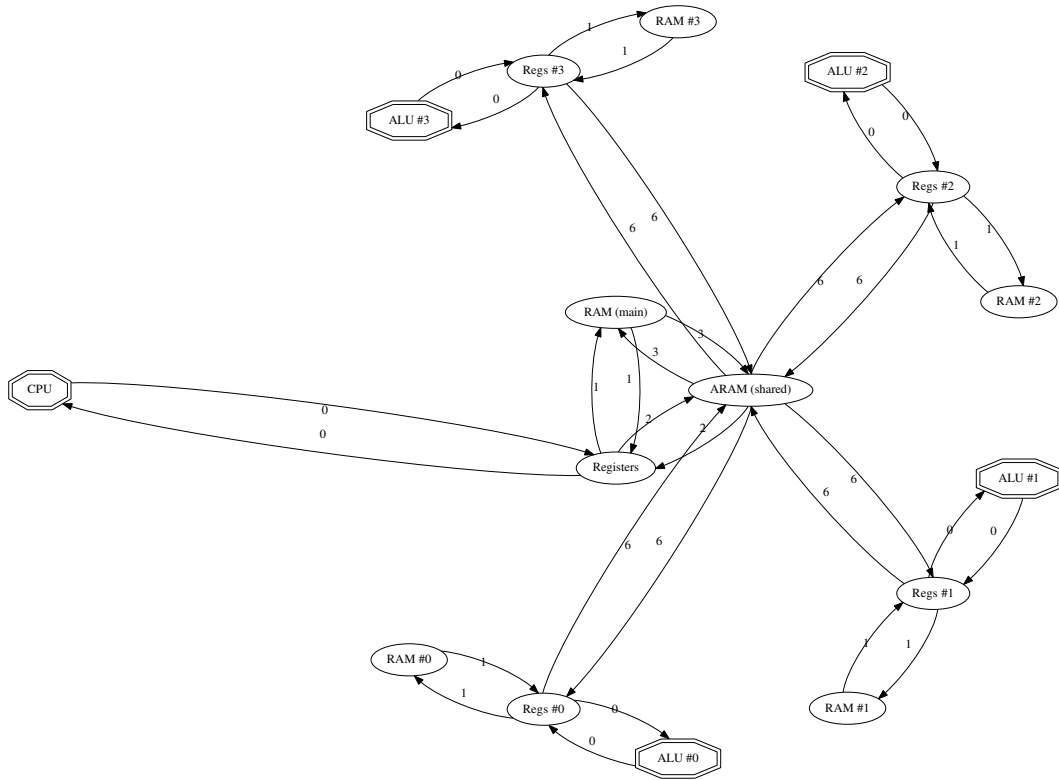 RAM #3
1
1
Regs #3
0
ALU #2
0
ALU #3
0
0
Regs #2
6
6
1
1
6
6
RAM #2
RAM (main)
3
3
1
1
CPU
ARAM (shared)
0
2
2
0
Registers
6
6
ALU #1
6
6
0
0
Regs #1
1
1
RAM #0
1
1
Regs #0
0
RAM #1
0
ALU #0